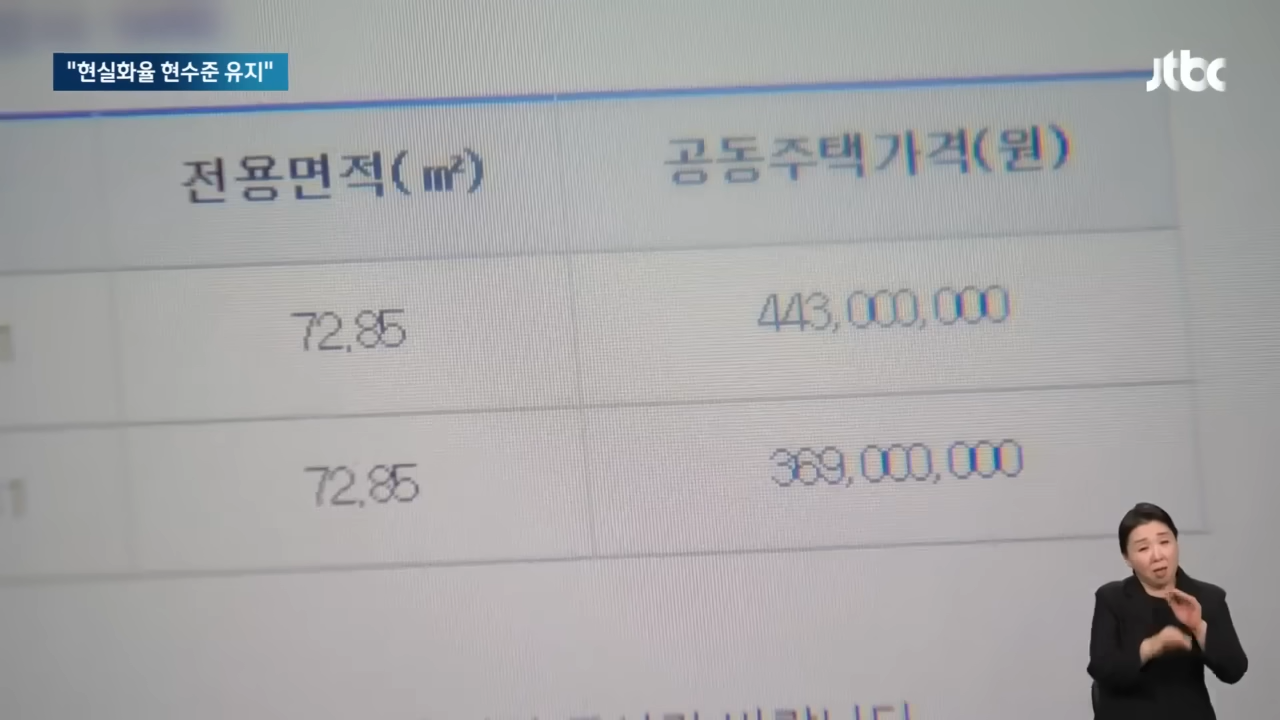 "현실화율 현수준 유지"
jtbc
전용면적(㎡) 공동주택가격(원)
72.85 443,000,000
72.85 369,000,000